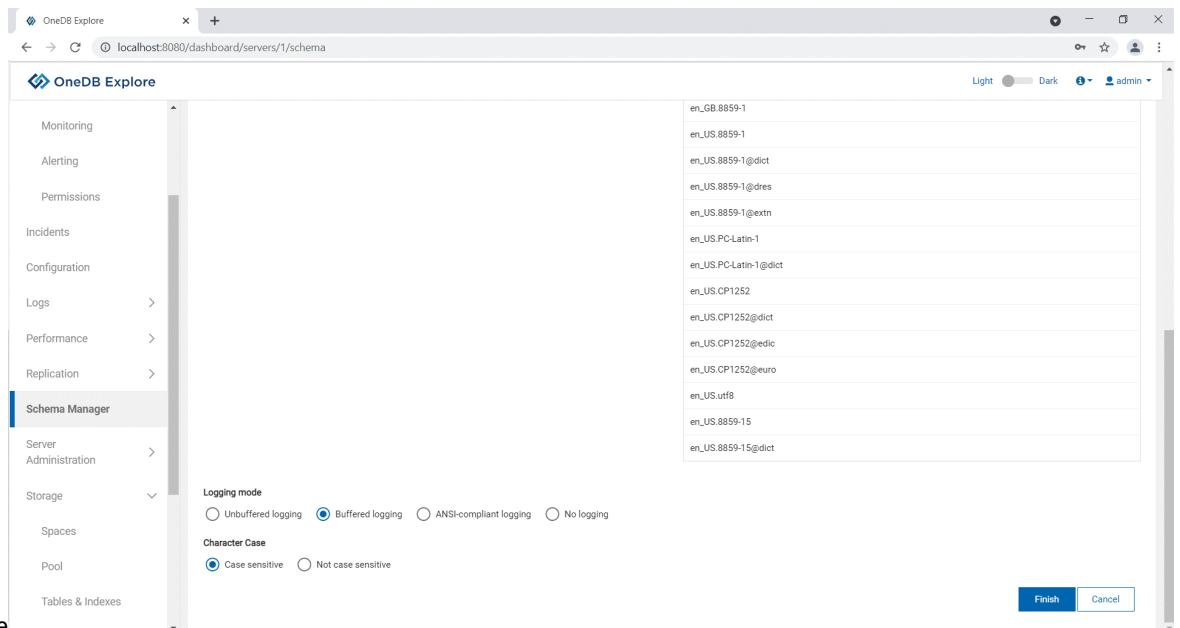 OneDB Explore
localhost:8080/dashboard/servers/1/schema
OneDB Explore
Light
Dark
admin
Monitoring
Alerting
Permissions
Incidents
Configuration
Logs
Performance
Replication
Schema Manager
Server
Administration
Storage
Spaces
Pool
Tables & Indexes
en_GB.8859-1
en_US.8859-1
en_US.8859-1@dict
en_US.8859-1@dres
en_US.8859-1@extn
en_US.PC-Latin-1
en_US.PC-Latin-1@dict
en_US.CP1252
en_US.CP1252@dict
en_US.CP1252@edic
en_US.CP1252@euro
en_US.utf8
en_US.8859-15
en_US.8859-15@dict
Logging mode
Unbuffered logging Buffered logging ANSI-compliant logging No logging
Character Case
Case sensitive Not case sensitive
Finish Cancel
e